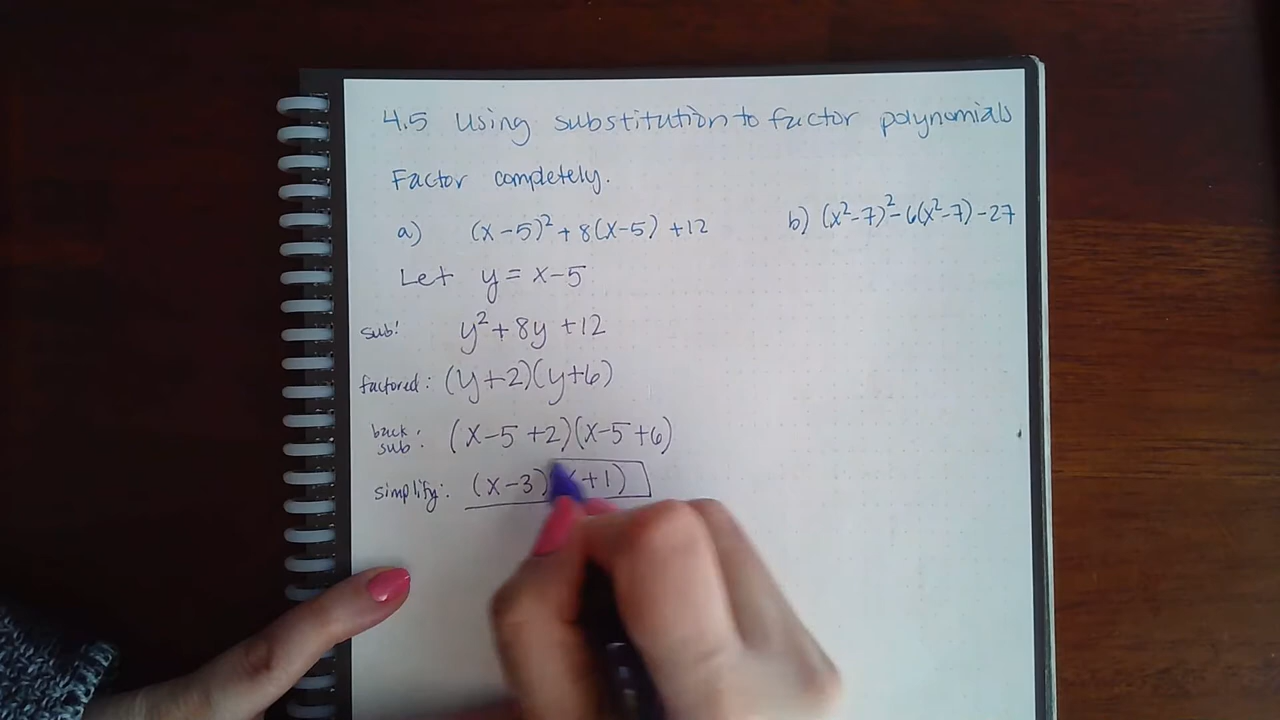 4.5 Using substitution to factor polynomials
Factor completely.
a) (x-5)²+8(x-5)+12
b) (x²-7)²-6(x²-7)-27
Let y=x-5
sub: y²+8y+12
factored: (y+2)(y+6)
back sub: (x-5+2)(x-5+6)
simplify: (x-3) +1)